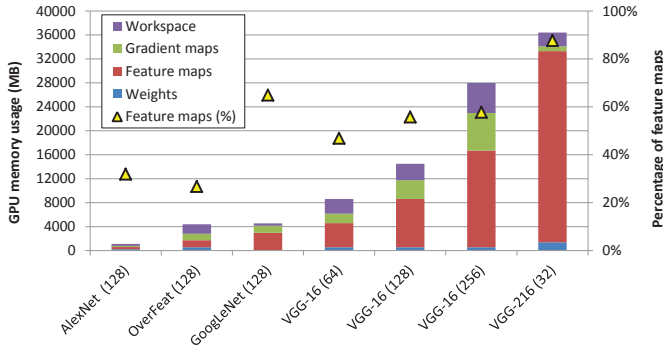 40000
36000
32000
28000
24000
20000
16000
12000
8000
4000
0
GPU memory usage (MB)
Workspace
Gradient maps
Feature maps
Weights
Feature maps (%)
100%
80%
60%
40%
20%
0%
Percentage of feature maps
AlexNet (128)
OverFeat (128)
GoogLeNet (128)
VGG-16 (64)
VGG-16 (128)
VGG-16 (256)
VGG-216 (32)